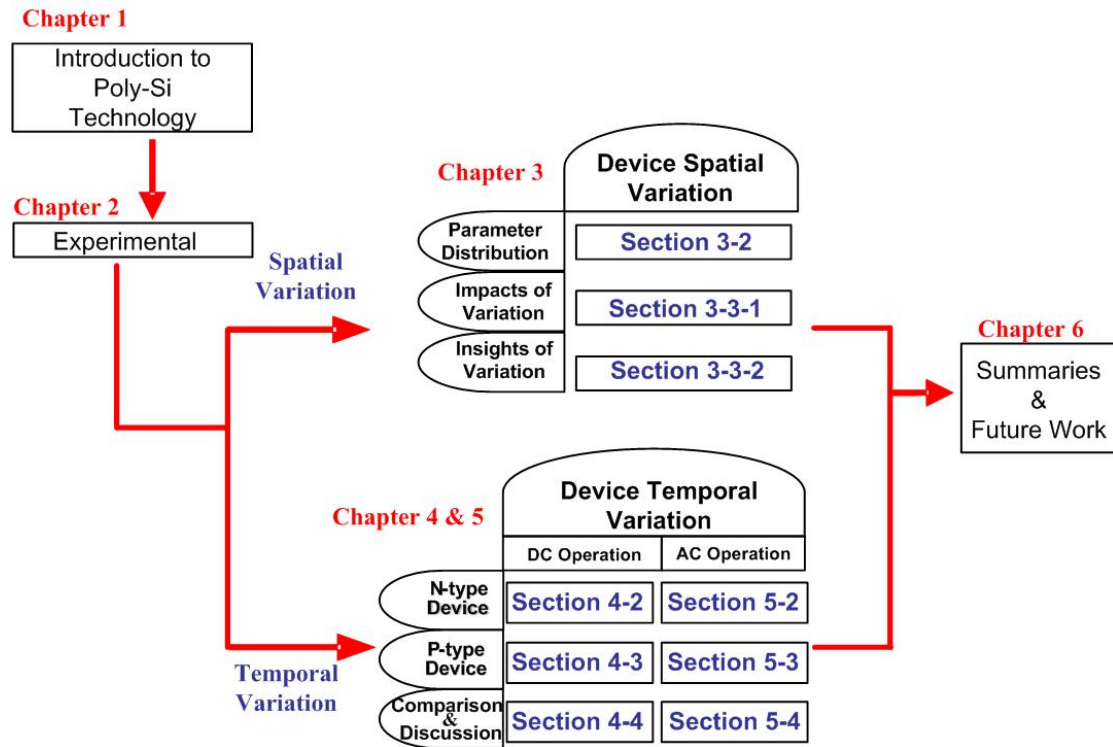 Chapter 1
Introduction to
Poly-Si
Technology
Chapter 2
Experimental
Spatial
Variation
Temporal
Variation
Chapter 3
Device Spatial
Variation
Parameter
Distribution
Section 3-2
Impacts of
Variation
Section 3-3-1
Insights of
Variation
Section 3-3-2
Chapter 4 & 5
Device Temporal
Variation
DC Operation
AC Operation
N-type
Device
Section 4-2
Section 5-2
P-type
Device
Section 4-3
Section 5-3
Comparison
&
Discussion
Section 4-4
Section 5-4
Chapter 6
Summaries
&
Future Work